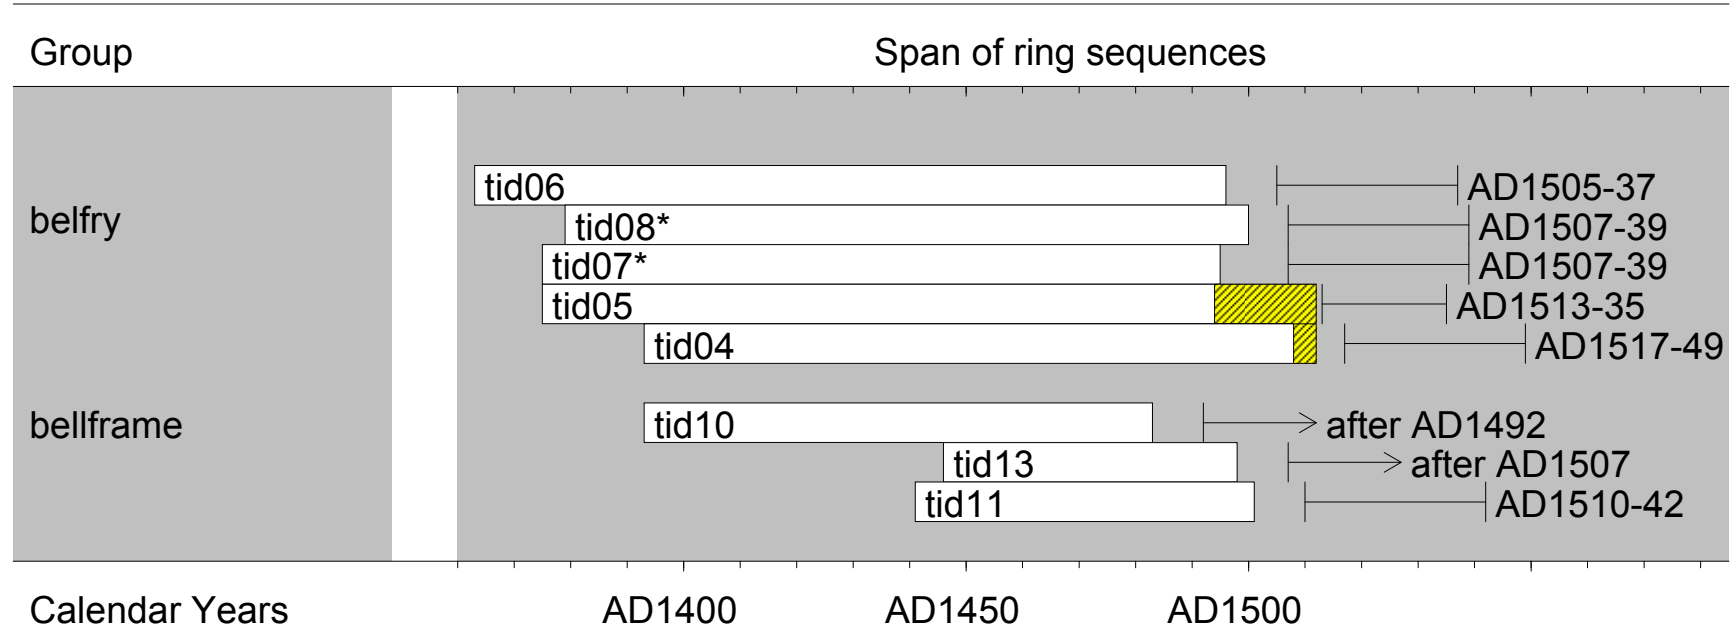 Group Span of ring sequences
tid06 AD1505-37
belfry
tid08* AD1507-39
tid07* AD1507-39
tid05 AD1513-35
tid04 AD1517-49
bellframe tid10 after AD1492
tid13 after AD1507
tid11 AD1510-42
Calendar Years AD1400 AD1450 AD1500